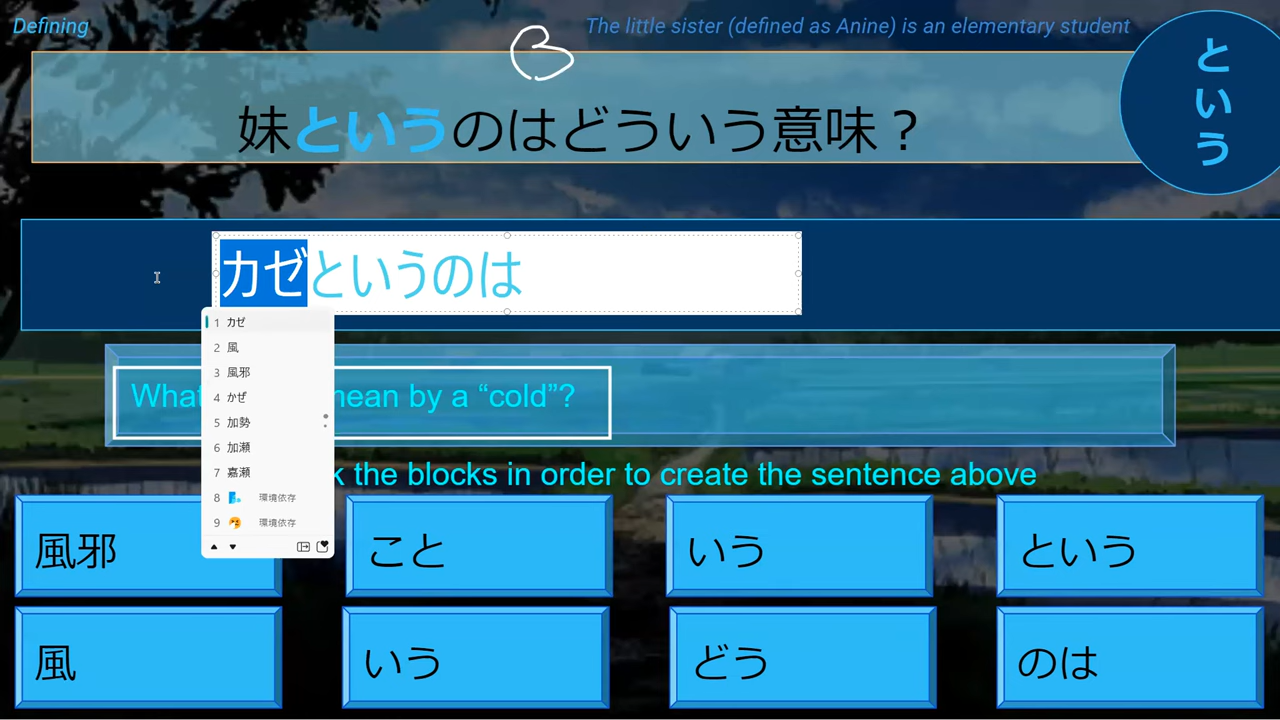 Defining
The little sister (defined as Anine) is an elementary student
B
という
妹というのはどういう意味？
カゼというのは
1 カゼ
2 風
3 風邪
4 かぜ
5 加勢
6 加瀬
7 嘉瀬
8 環境依存
9 🤧 環境依存
What mean by a “cold”?
k the blocks in order to create the sentence above
風邪 こと いう という
風 いう どう のは